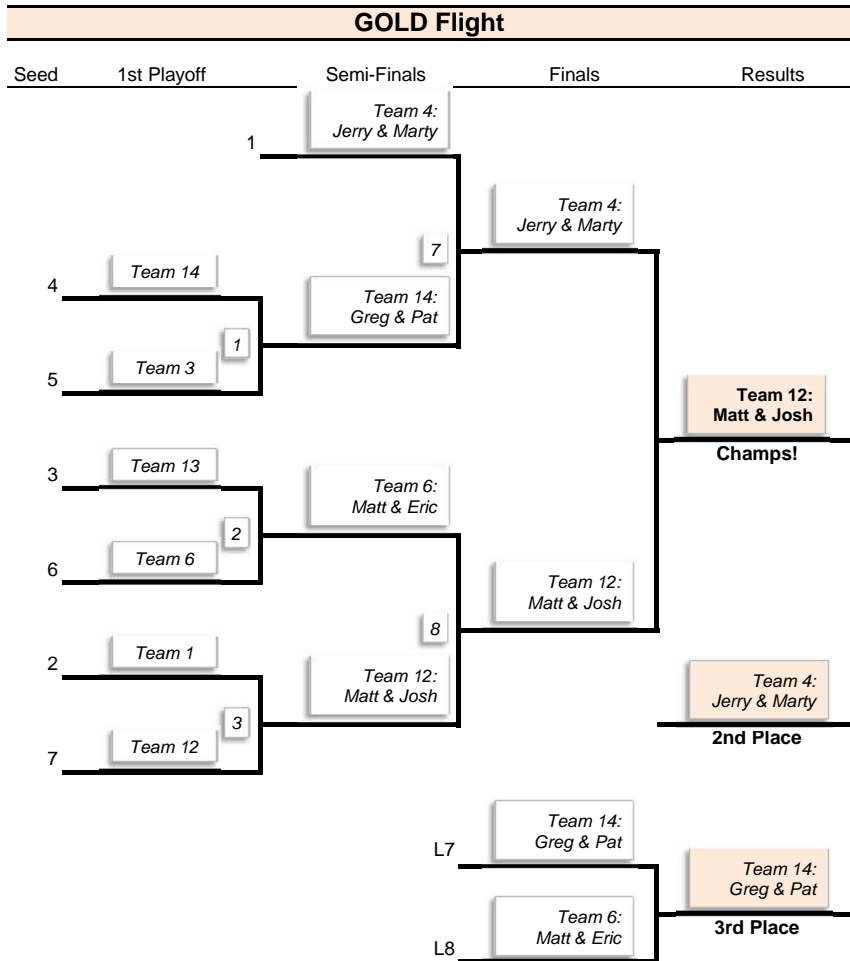 GOLD Flight
Seed 1st Playoff Semi-Finals Finals Results
Team 4:
Jerry & Marty
1
Team 4:
Jerry & Marty
7
Team 14
4
Team 14:
Greg & Pat
1
Team 3
5
Team 12:
Matt & Josh
Champs!
Team 13
3
Team 6:
Matt & Eric
2
Team 6
6
Team 12:
Matt & Josh
8
Team 1
2
Team 12:
Matt & Josh
3
Team 12
7
Team 4:
Jerry & Marty
2nd Place
Team 14:
Greg & Pat
L7
Team 14:
Greg & Pat
3rd Place
Team 6:
Matt & Eric
L8